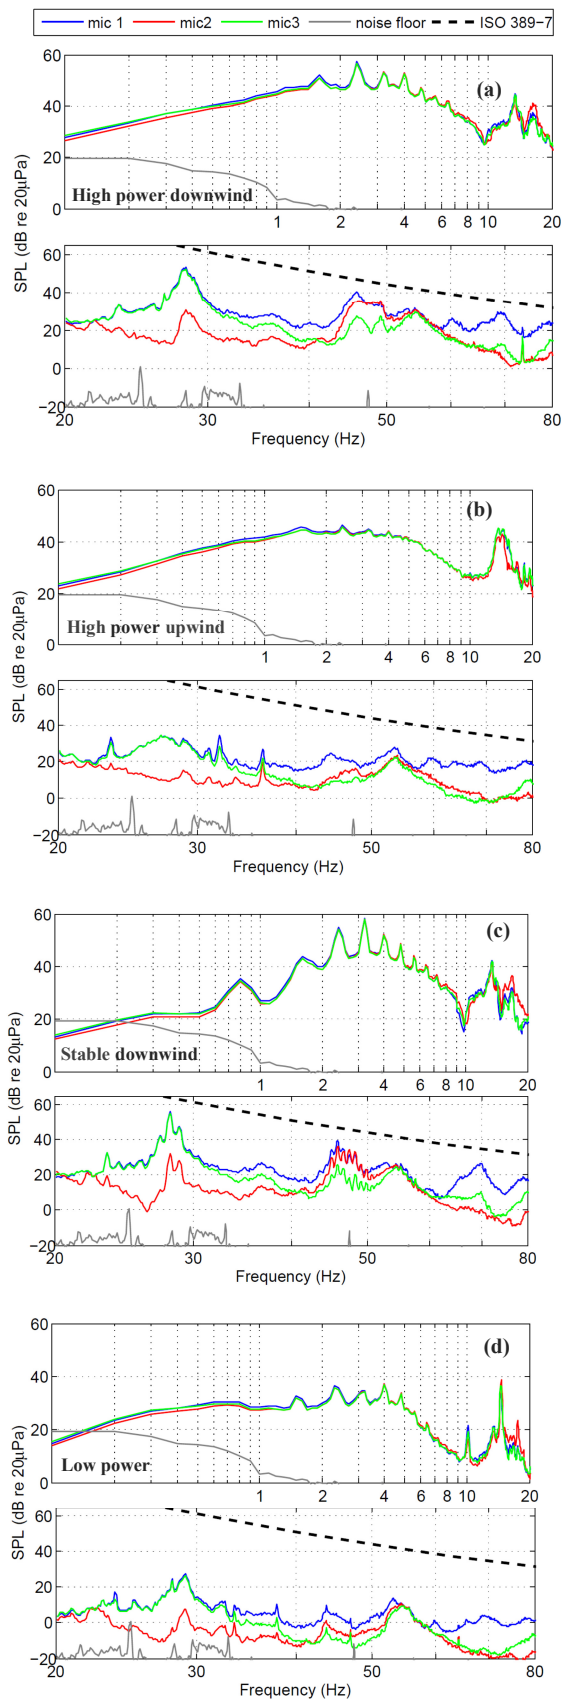 mic 1 mic2 mic3 noise floor ISO 389−7
60
40
20
0
(a)
High power downwind
1 2 4 6 8 10 20
SPL (dB re 20µPa)
60
40
20
0
−20
20 30 50 80
Frequency (Hz)
60
40
20
0
(b)
High power upwind
1 2 4 6 8 10 20
SPL (dB re 20µPa)
60
40
20
0
−20
20 30 50 80
Frequency (Hz)
60
40
20
0
(c)
Stable downwind
1 2 4 6 8 10 20
SPL (dB re 20µPa)
60
40
20
0
−20
20 30 50 80
Frequency (Hz)
60
40
20
0
(d)
Low power
1 2 4 6 8 10 20
SPL (dB re 20µPa)
60
40
20
0
−20
20 30 50 80
Frequency (Hz)